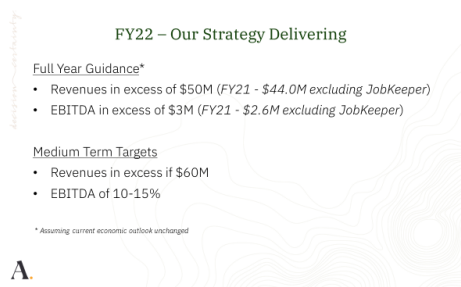 FY22 – Our Strategy Delivering
Full Year Guidance*
• Revenues in excess of $50M (FY21 - $44.0M excluding JobKeeper)
• EBITDA in excess of $3M (FY21 - $2.6M excluding JobKeeper)
Medium Term Targets
• Revenues in excess if $60M
• EBITDA of 10-15%
* Assuming current economic outlook unchanged
A.